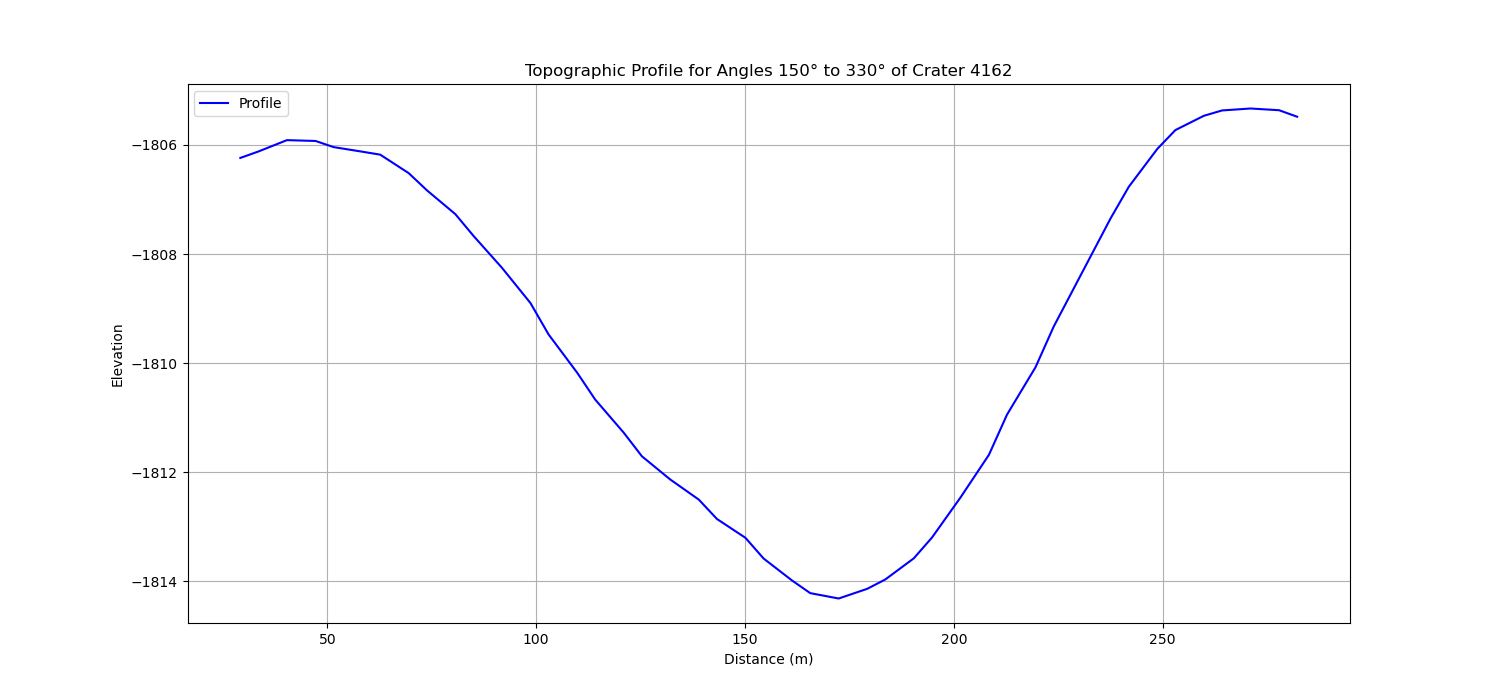 Topographic Profile for Angles 150° to 330° of Crater 4162
Profile
−1806
−1808
−1810
−1812
−1814
Elevation
50 100 150 200 250
Distance (m)